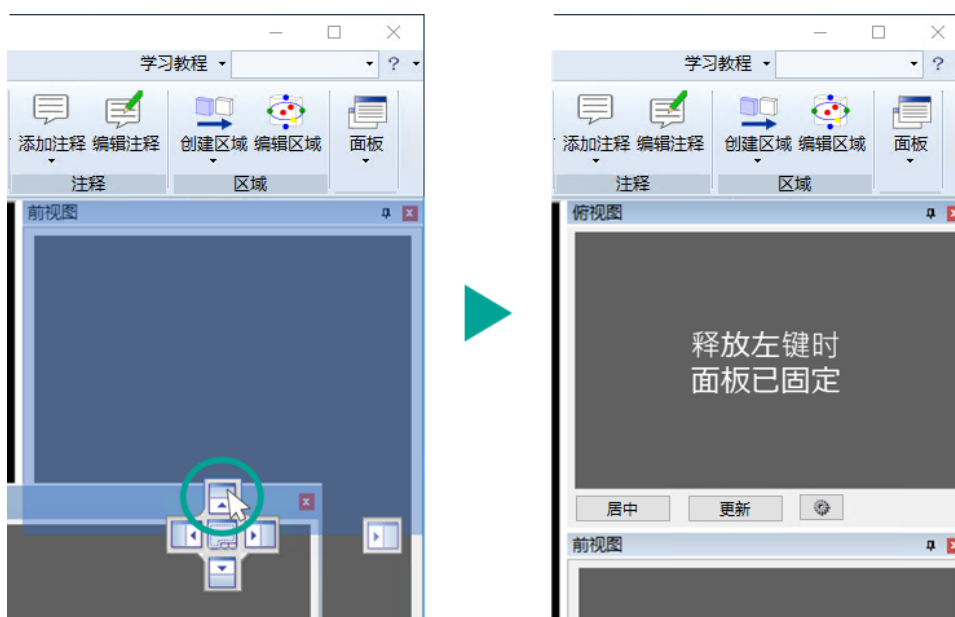 学习教程
?
添加注释 编辑注释 创建区域 编辑区域 面板
注释 区域
前视图
学习教程
?
添加注释 编辑注释 创建区域 编辑区域 面板
注释 区域
俯视图
释放左键时
面板已固定
居中 更新
前视图